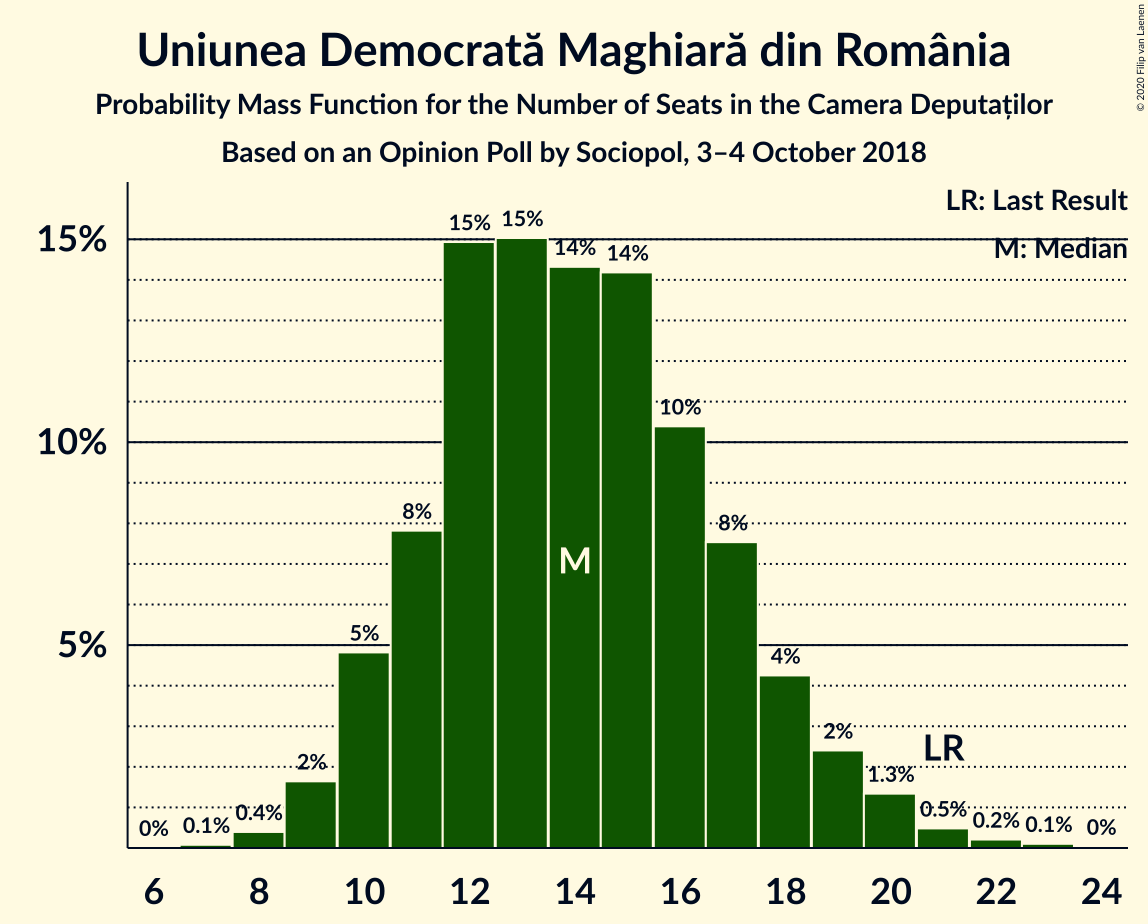 Uniunea Democrată Maghiară din România
Probability Mass Function for the Number of Seats in the Camera Deputaților
Based on an Opinion Poll by Sociopol, 3–4 October 2018
© 2020 Filip van Laenen
LR: Last Result
M: Median
15%
10%
5%
0%
0.1%
0.4%
2%
5%
8%
15%
15%
14%
14%
10%
8%
4%
2%
1.3%
0.5%
0.2%
0.1%
0%
M
LR
6 8 10 12 14 16 18 20 22 24